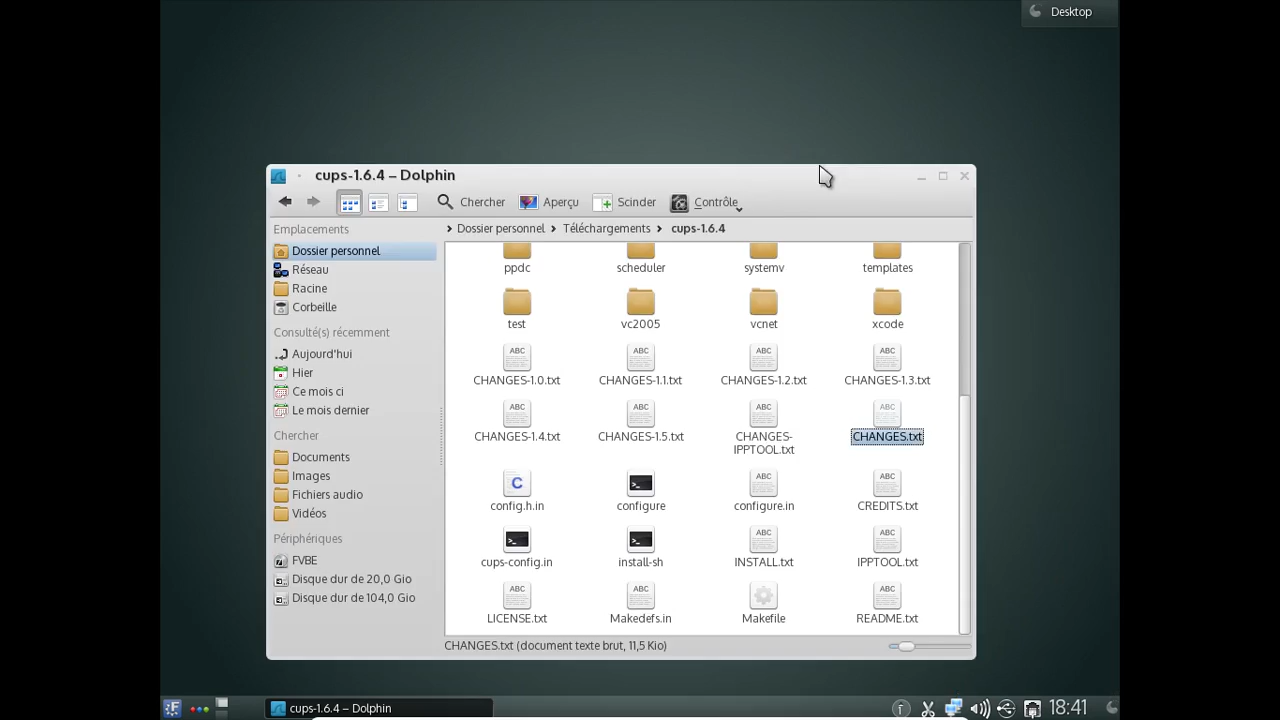 Desktop
cups-1.6.4 – Dolphin
Chercher Aperçu Scinder Contrôle
Emplacements
Dossier personnel
Réseau
Racine
Corbeille
Consulté(s) récemment
Aujourd'hui
Hier
Ce mois ci
Le mois dernier
Chercher
Documents
Images
Fichiers audio
Vidéos
Périphériques
FVBE
Disque dur de 20,0 Gio
Disque dur de 104,0 Gio
Dossier personnel > Téléchargements > cups-1.6.4
ppdc scheduler systemv templates
test vc2005 vcnet xcode
CHANGES-1.0.txt CHANGES-1.1.txt CHANGES-1.2.txt CHANGES-1.3.txt
CHANGES-1.4.txt CHANGES-1.5.txt CHANGES-
IPPTOOL.txt CHANGES.txt
config.h.in configure configure.in CREDITS.txt
cups-config.in install-sh INSTALL.txt IPPTOOL.txt
LICENSE.txt Makedefs.in Makefile README.txt
CHANGES.txt (document texte brut, 11,5 Kio)
cups-1.6.4 – Dolphin
18:41